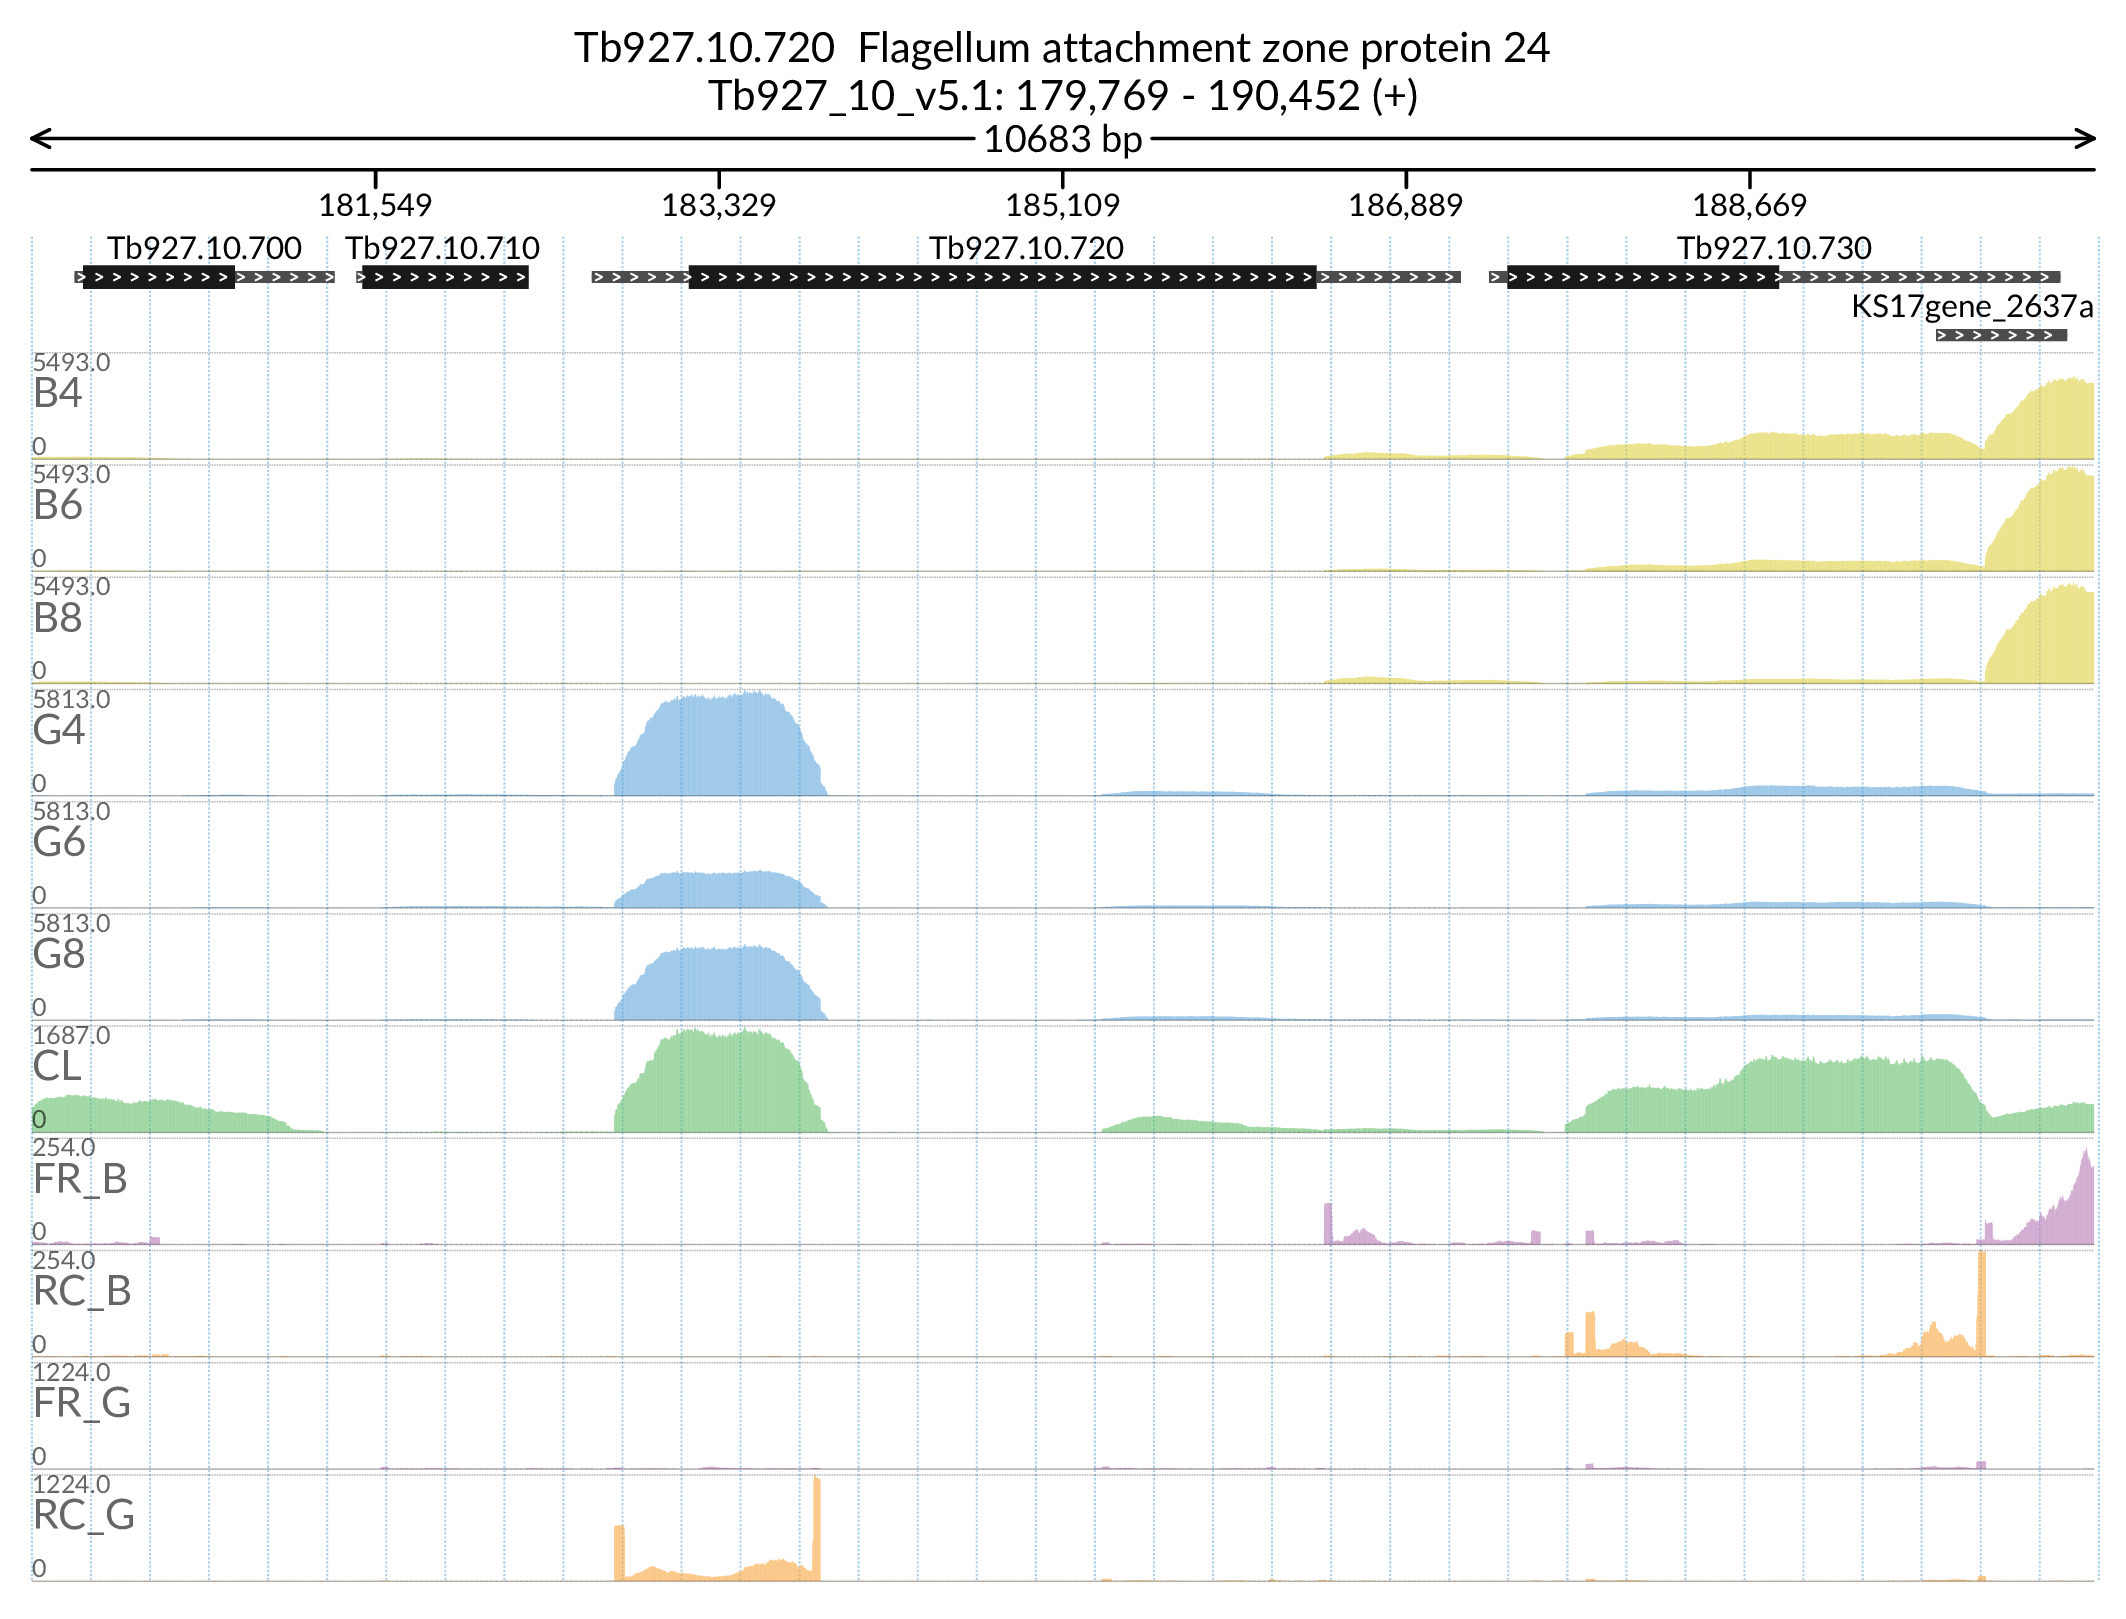 Tb927.10.720  Flagellum attachment zone protein 24
Tb927_10_v5.1: 179,769 - 190,452 (+)
10683 bp
181,549 183,329 185,109 186,889 188,669
Tb927.10.700 Tb927.10.710 Tb927.10.720 Tb927.10.730
KS17gene_2637a
5493.0
B4
0
5493.0
B6
0
5493.0
B8
0
5813.0
G4
0
5813.0
G6
0
5813.0
G8
0
1687.0
CL
0
254.0
FR_B
0
254.0
RC_B
0
1224.0
FR_G
0
1224.0
RC_G
0